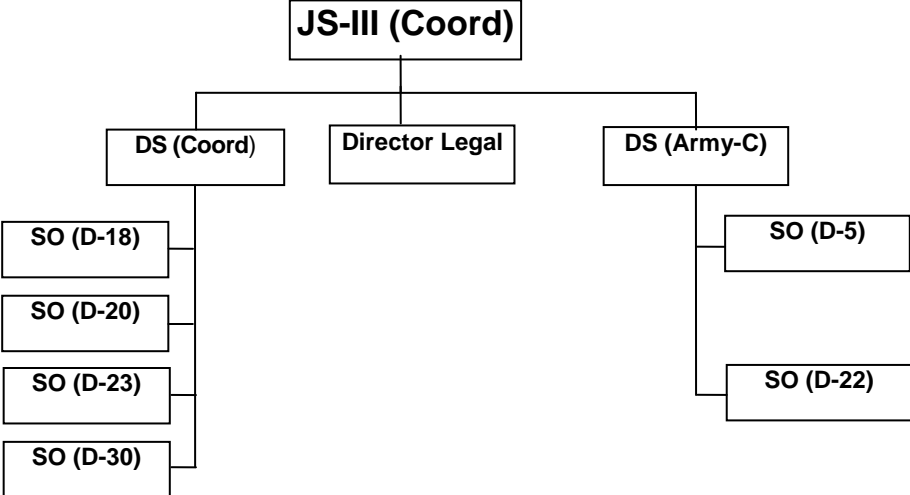 JS-III (Coord)
DS (Coord)
Director Legal
DS (Army-C)
SO (D-18)
SO (D-5)
SO (D-20)
SO (D-23)
SO (D-22)
SO (D-30)